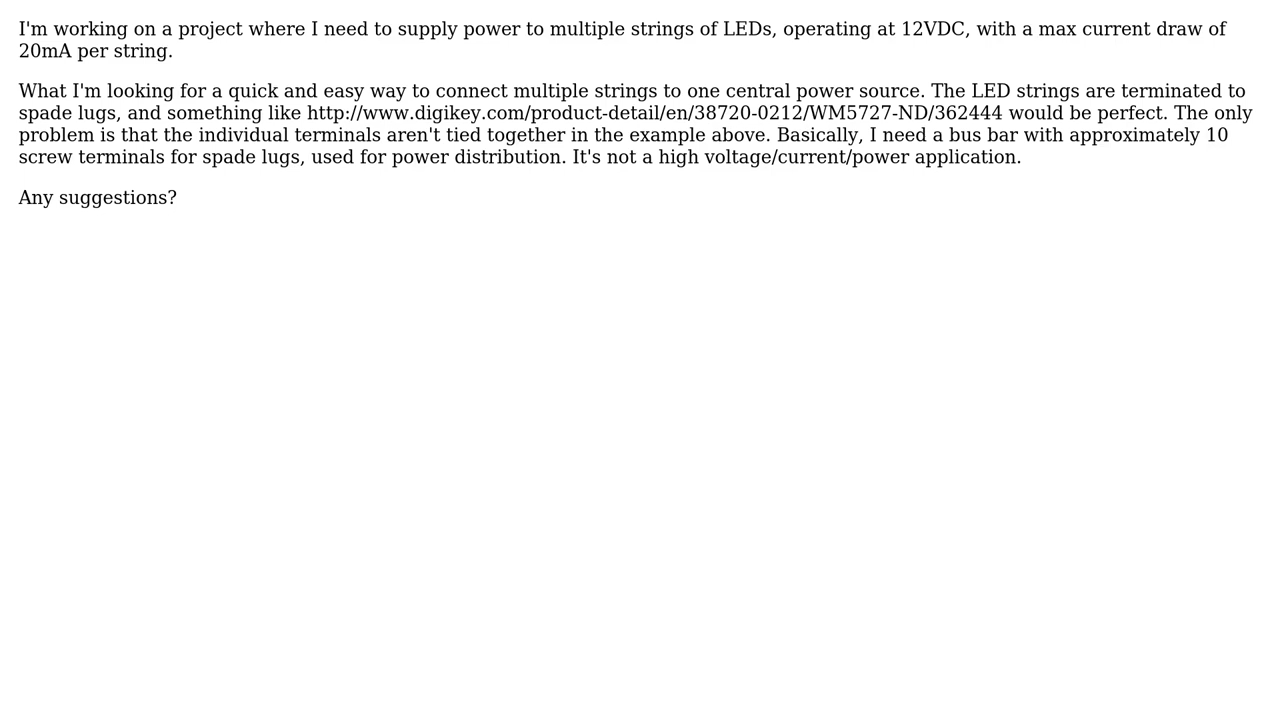 I'm working on a project where I need to supply power to multiple strings of LEDs, operating at 12VDC, with a max current draw of
20mA per string.
What I'm looking for a quick and easy way to connect multiple strings to one central power source. The LED strings are terminated to
spade lugs, and something like http://www.digikey.com/product-detail/en/38720-0212/WM5727-ND/362444 would be perfect. The only
problem is that the individual terminals aren't tied together in the example above. Basically, I need a bus bar with approximately 10
screw terminals for spade lugs, used for power distribution. It's not a high voltage/current/power application.
Any suggestions?